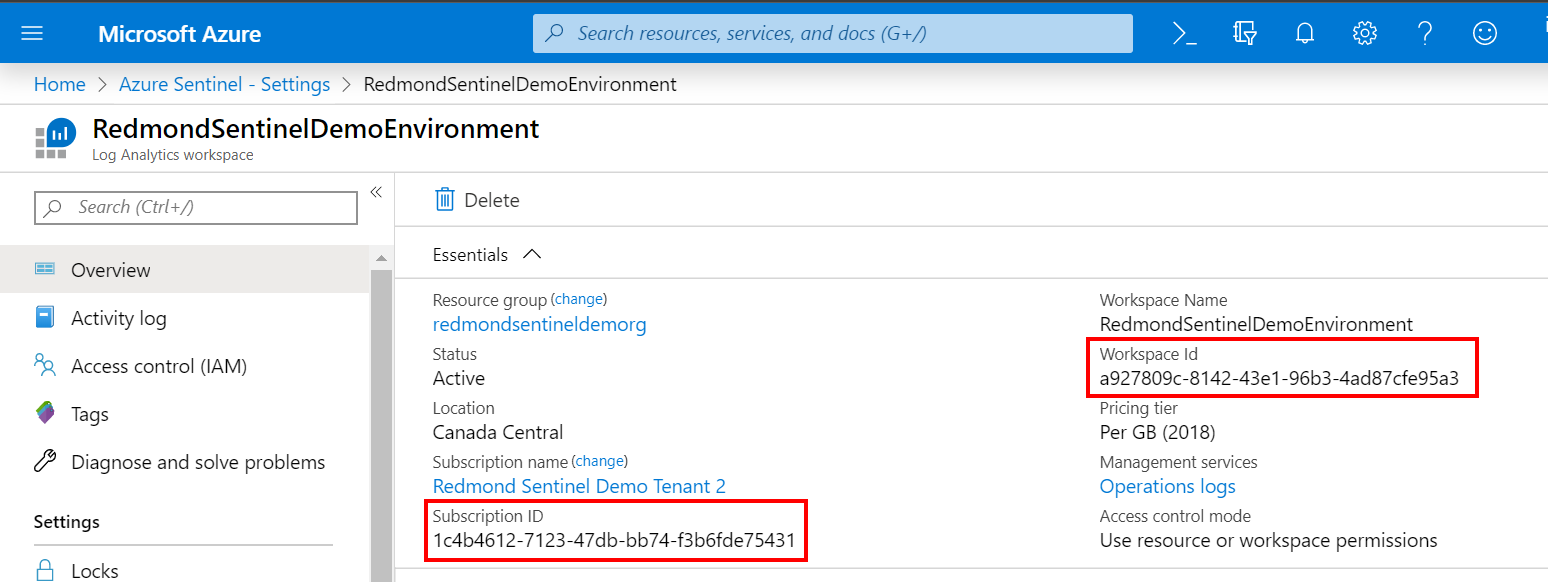 Microsoft Azure
Search resources, services, and docs (G+/)
Home > Azure Sentinel - Settings > RedmondSentinelDemoEnvironment
RedmondSentinelDemoEnvironment
Log Analytics workspace
Search (Ctrl+/)
«
Overview
Activity log
Access control (IAM)
Tags
Diagnose and solve problems
Settings
Locks
Delete
Essentials
Resource group (change)
redmondsentineldemorg
Status
Active
Location
Canada Central
Subscription name (change)
Redmond Sentinel Demo Tenant 2
Subscription ID
1c4b4612-7123-47db-bb74-f3b6fde75431
Workspace Name
RedmondSentinelDemoEnvironment
Workspace Id
a927809c-8142-43e1-96b3-4ad87cfe95a3
Pricing tier
Per GB (2018)
Management services
Operations logs
Access control mode
Use resource or workspace permissions